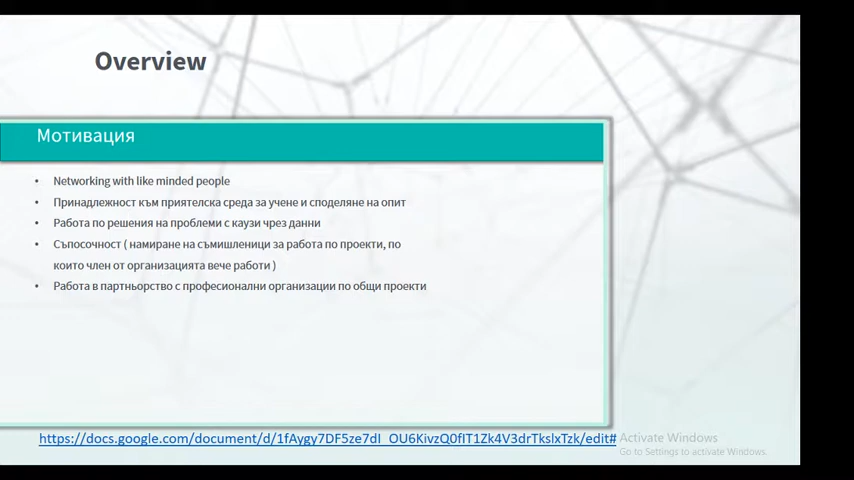 Overview
Мотивация
• Networking with like minded people
• Принадлежност към приятелска среда за учене и споделяне на опит
• Работа по решения на проблеми с каузи чрез данни
• Съпосочност ( намиране на съмишленици за работа по проекти, по
които член от организацията вече работи )
• Работа в партньорство с професионални организации по общи проекти
https://docs.google.com/document/d/1fAygy7DF5ze7dI_OU6KivzQ0fIT1Zk4V3drTkslxTzk/edit#
Activate Windows
Go to Settings to activate Windows.